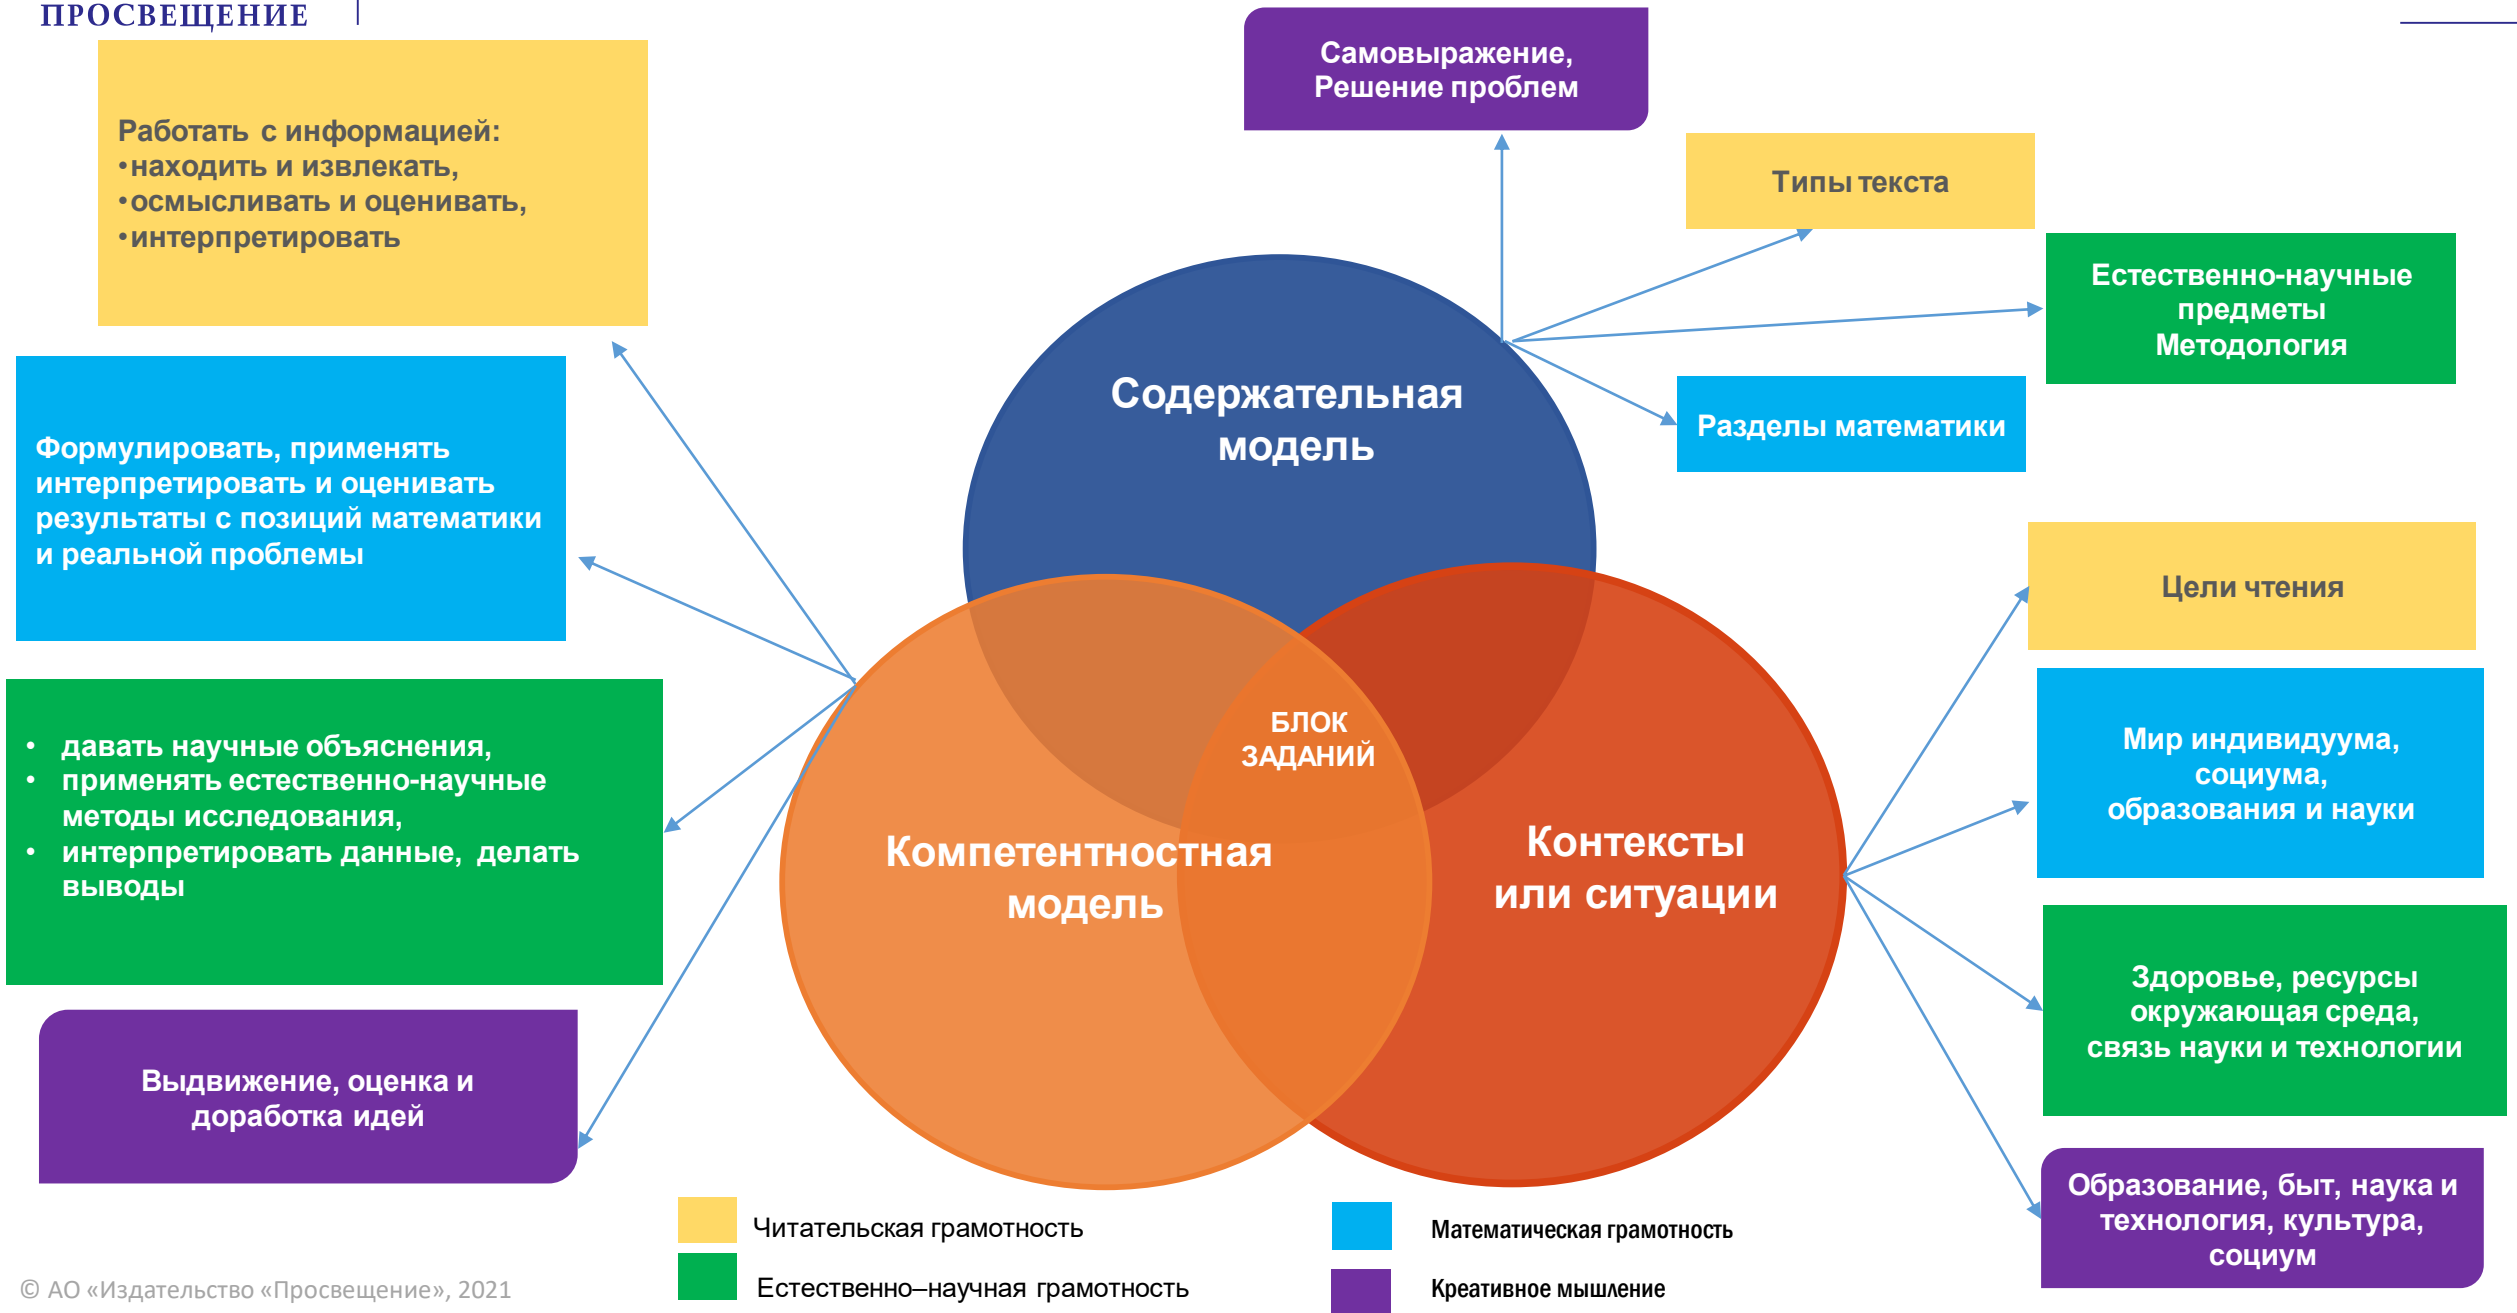 ПРОСВЕЩЕНИЕ
Самовыражение,
Решение проблем
Работать с информацией:
•находить и извлекать,
•осмысливать и оценивать,
•интерпретировать
Типы текста
Естественно-научные
предметы
Методология
Содержательная
модель
Разделы математики
Формулировать, применять
интерпретировать и оценивать
результаты с позиций математики
и реальной проблемы
Цели чтения
• давать научные объяснения,
• применять естественно-научные
методы исследования,
• интерпретировать данные, делать
выводы
БЛОК
ЗАДАНИЙ
Мир индивидуума,
социума,
образования и науки
Компетентностная
модель
Контексты
или ситуации
Здоровье, ресурсы
окружающая среда,
связь науки и технологии
Выдвижение, оценка и
доработка идей
Образование, быт, наука и
технология, культура,
социум
Читательская грамотность
Математическая грамотность
Естественно–научная грамотность
Креативное мышление
© АО «Издательство «Просвещение», 2021